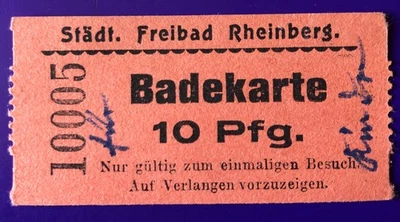 Städt. Freibad Rheinberg.
10005
Badekarte
10 Pfg.
Nur gültig zum einmaligen Besuch.
Auf Verlangen vorzuzeigen.